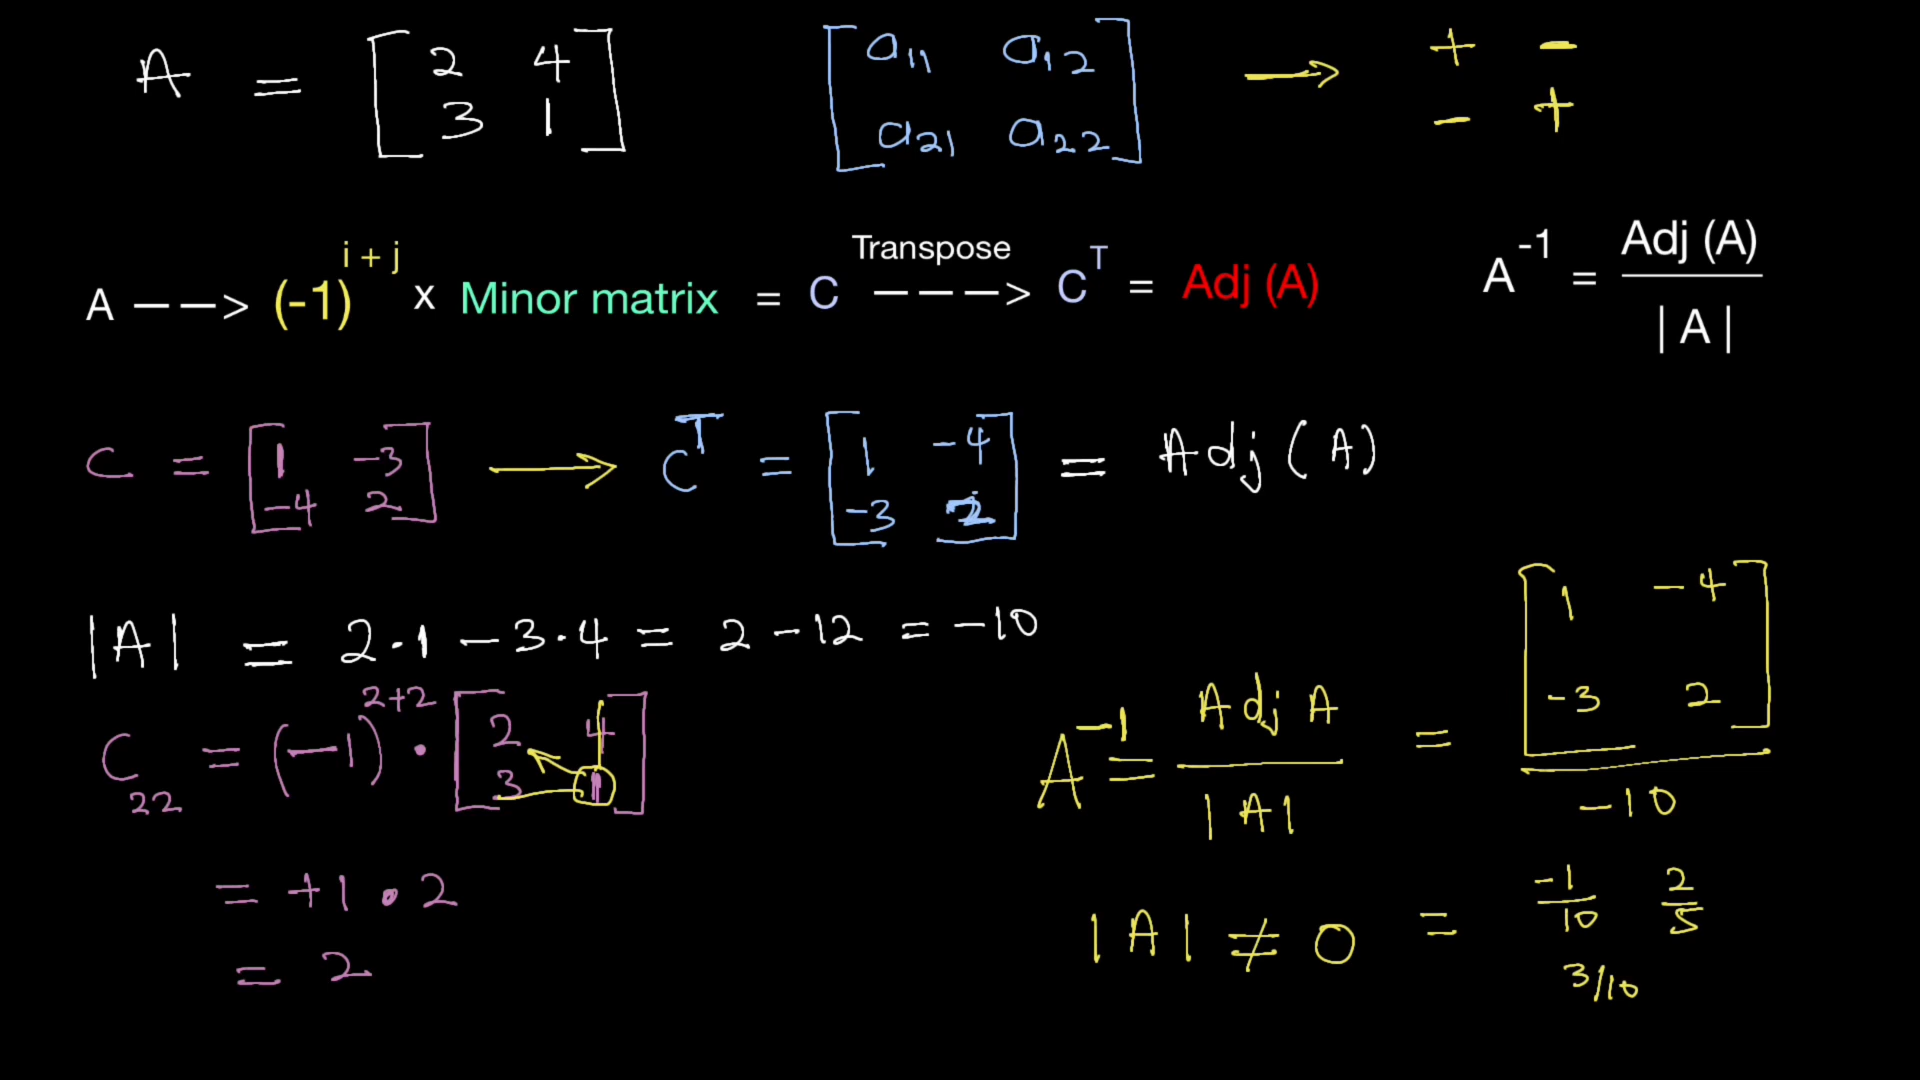 A = [ 2 4 [ a11 a12 → + -
3 1 ] a21 a22 ] - +
A – – > (-1)^i + j x Minor matrix = C Transpose – – – > C^T = Adj (A) A^-1 = Adj (A) / | A |
C = [ 1 -3 → C^T = [ 1 -4 = Adj (A)
-4 2 ] -3 2 ]
|A| = 2·1 - 3·4 = 2 - 12 = -10
C22 = (-1)^2+2 · [ 2 4
3 1 ]
= +1 · 2
= 2
A^-1 = Adj A / |A| = [ 1 -4
-3 2 ]
-10
|A| ≠ 0 = -1/10 2/5
3/10